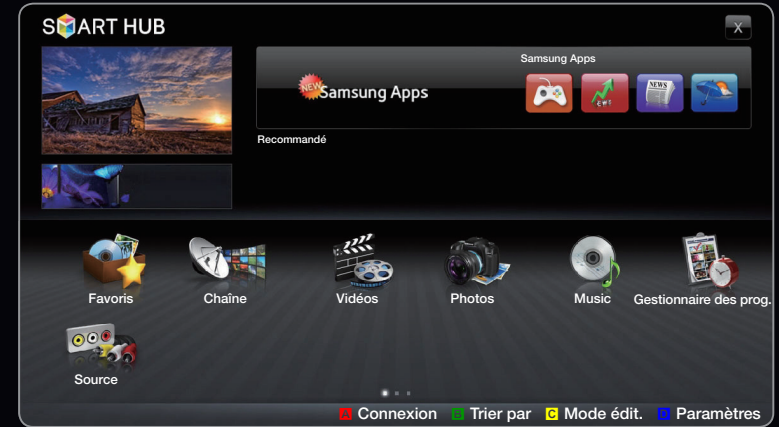 SMART HUB
X
Samsung Apps
NEW Samsung Apps
NEWS
Recommandé
Favoris
Chaîne
Vidéos
Photos
Music
Gestionnaire des prog.
Source
A Connexion B Trier par C Mode édit. D Paramètres